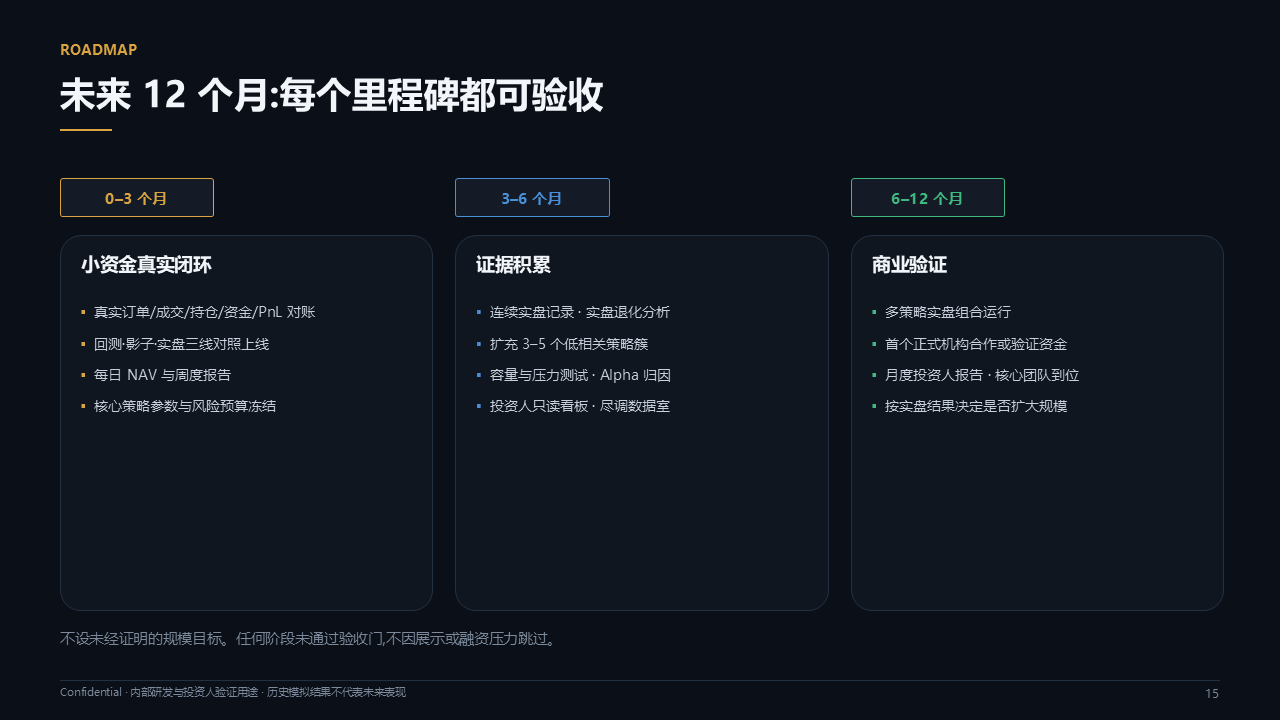 ROADMAP
未来 12 个月:每个里程碑都可验收
0–3 个月
小资金真实闭环
▪ 真实订单/成交/持仓/资金/PnL 对账
▪ 回测·影子·实盘三线对照上线
▪ 每日 NAV 与周度报告
▪ 核心策略参数与风险预算冻结
3–6 个月
证据积累
▪ 连续实盘记录 · 实盘退化分析
▪ 扩充 3–5 个低相关策略簇
▪ 容量与压力测试 · Alpha 归因
▪ 投资人只读看板 · 尽调数据室
6–12 个月
商业验证
▪ 多策略实盘组合运行
▪ 首个正式机构合作或验证资金
▪ 月度投资人报告 · 核心团队到位
▪ 按实盘结果决定是否扩大规模
不设未经证明的规模目标。任何阶段未通过验收门,不因展示或融资压力跳过。
Confidential · 内部研发与投资人验证用途 · 历史模拟结果不代表未来表现
15